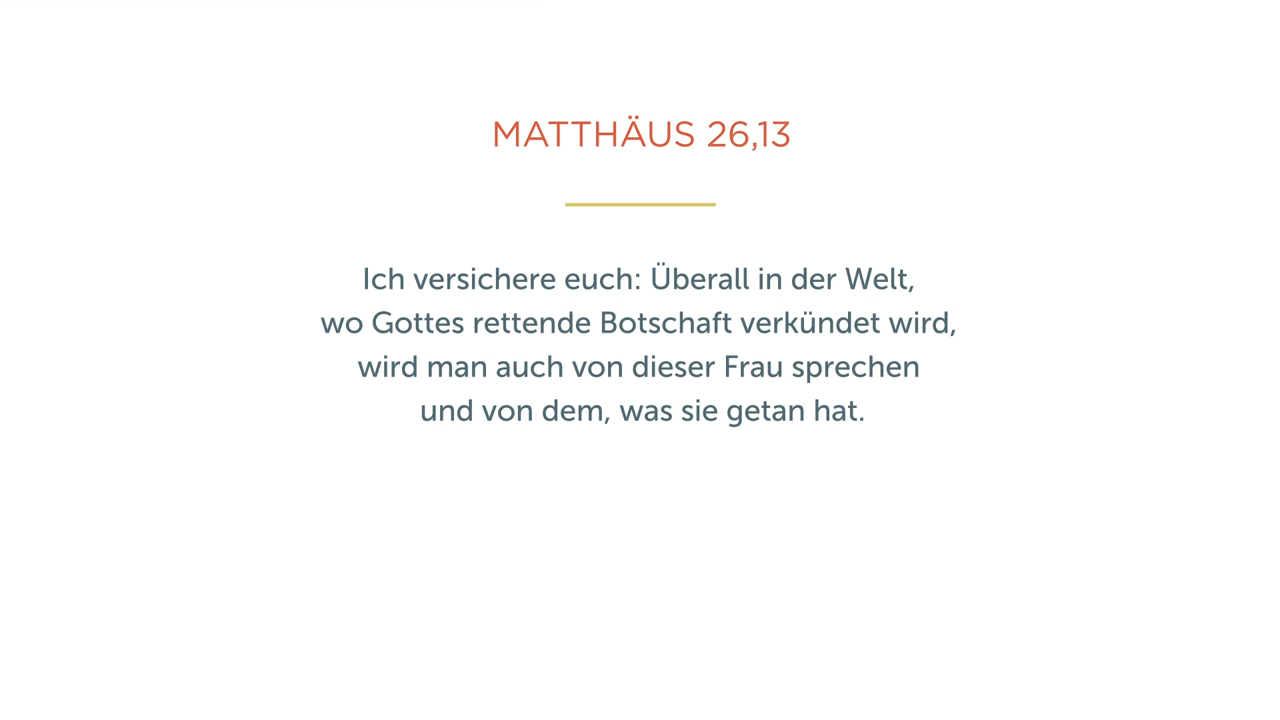 MATTHÄUS 26,13
Ich versichere euch: Überall in der Welt,
wo Gottes rettende Botschaft verkündet wird,
wird man auch von dieser Frau sprechen
und von dem, was sie getan hat.